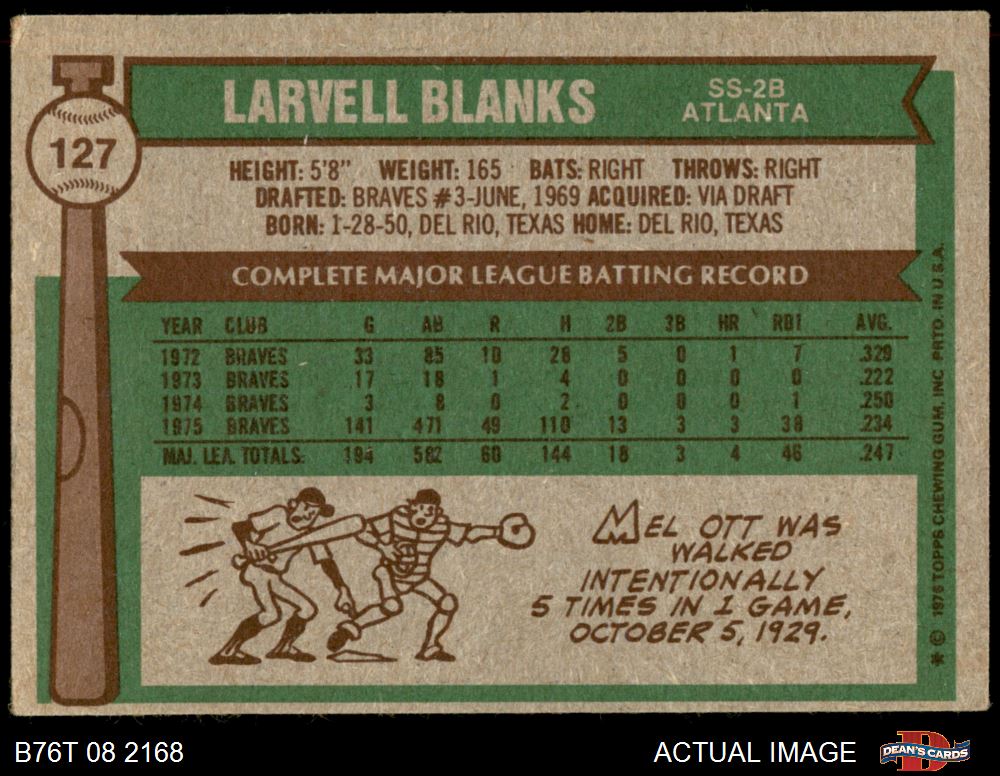 127
LARVELL BLANKS
SS-2B
ATLANTA
HEIGHT: 5'8" WEIGHT: 165 BATS: RIGHT THROWS: RIGHT
DRAFTED: BRAVES #3-JUNE, 1969 ACQUIRED: VIA DRAFT
BORN: 1-28-50, DEL RIO, TEXAS HOME: DEL RIO, TEXAS
COMPLETE MAJOR LEAGUE BATTING RECORD
YEAR CLUB G AB R H 2B 3B HR RBI AVG.
1972 BRAVES 33 85 10 28 5 0 1 7 .329
1973 BRAVES 17 18 1 4 0 0 0 0 .222
1974 BRAVES 3 8 0 2 0 0 0 1 .250
1975 BRAVES 141 471 49 110 13 3 3 38 .234
MAJ. LEA. TOTALS 194 582 60 144 18 3 4 46 .247
MEL OTT WAS
WALKED
INTENTIONALLY
5 TIMES IN 1 GAME,
OCTOBER 5, 1929.
* © 1976 TOPPS CHEWING GUM, INC PRTD. IN U.S.A.
B76T 08 2168
ACTUAL IMAGE
D
DEAN'S CARDS